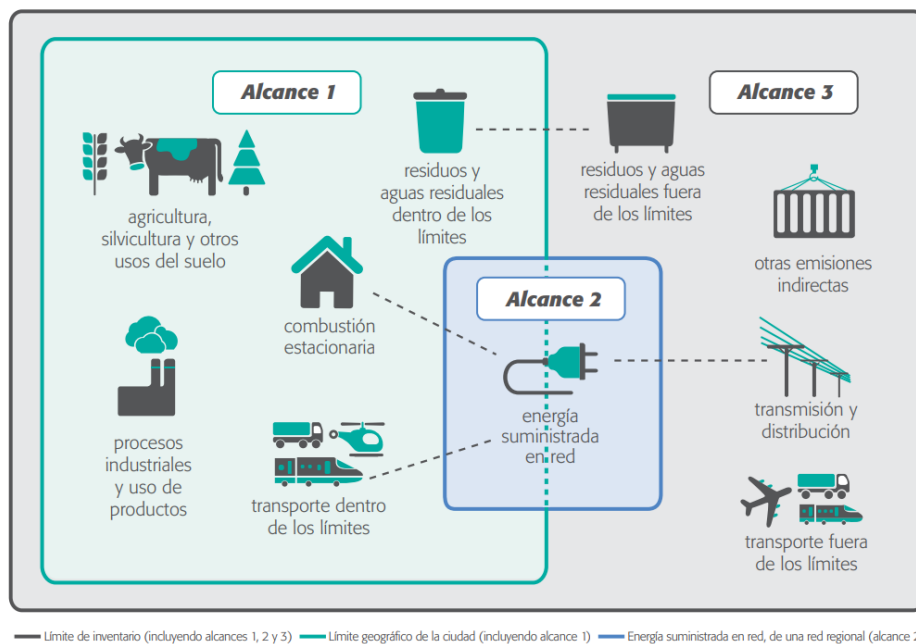 Alcance 1
Alcance 3
agricultura,
silvicultura y otros
usos del suelo
residuos y
aguas residuales
dentro de los
límites
residuos y aguas
residuales fuera
de los límites
otras emisiones
indirectas
Alcance 2
combustión
estacionaria
energía
suministrada
en red
transmisión y
distribución
procesos
industriales
y uso de
productos
transporte dentro
de los límites
transporte fuera
de los límites
Límite de inventario (incluyendo alcances 1, 2 y 3) Límite geográfico de la ciudad (incluyendo alcance 1) Energía suministrada en red, de una red regional (alcance 2